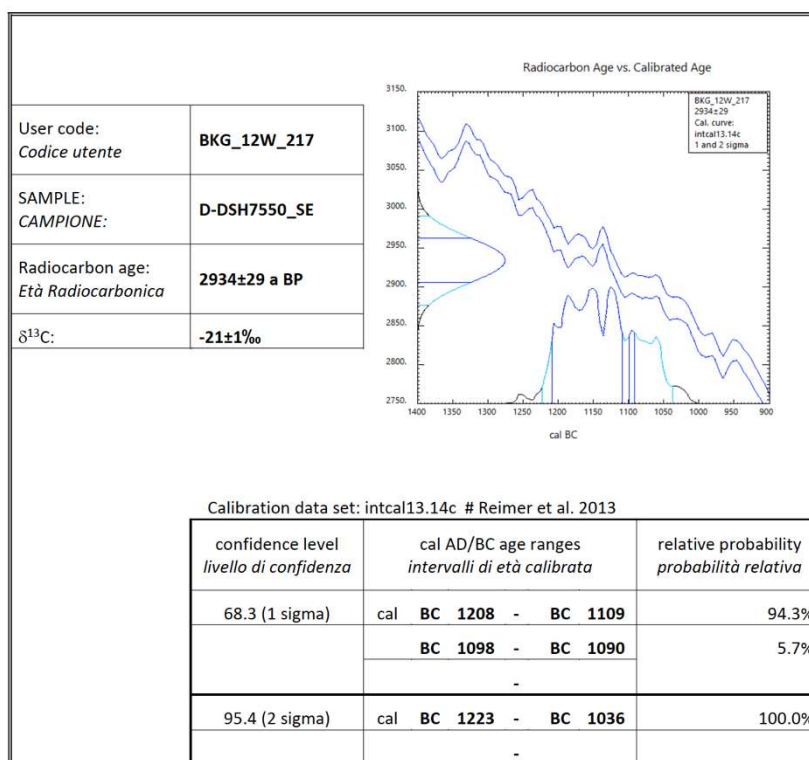 User code:
Codice utente
BKG_12W_217
SAMPLE:
CAMPIONE:
D-DSH7550_SE
Radiocarbon age:
Età Radiocarbonica
2934±29 a BP
δ¹³C:
-21±1‰
Radiocarbon Age vs. Calibrated Age
BKG_12W_217
2934±29
Cal. curve:
intcal13.14c
1 and 2 sigma
3150.
3100.
3050.
3000.
2950.
2900.
2850.
2800.
2750.
1400 1350 1300 1250 1200 1150 1100 1050 1000 950 900
cal BC
Calibration data set: intcal13.14c # Reimer et al. 2013
confidence level cal AD/BC age ranges relative probability
livello di confidenza intervalli di età calibrata probabilità relativa
68.3 (1 sigma) cal BC 1208 - BC 1109 94.3%
BC 1098 - BC 1090 5.7%
-
95.4 (2 sigma) cal BC 1223 - BC 1036 100.0%
-